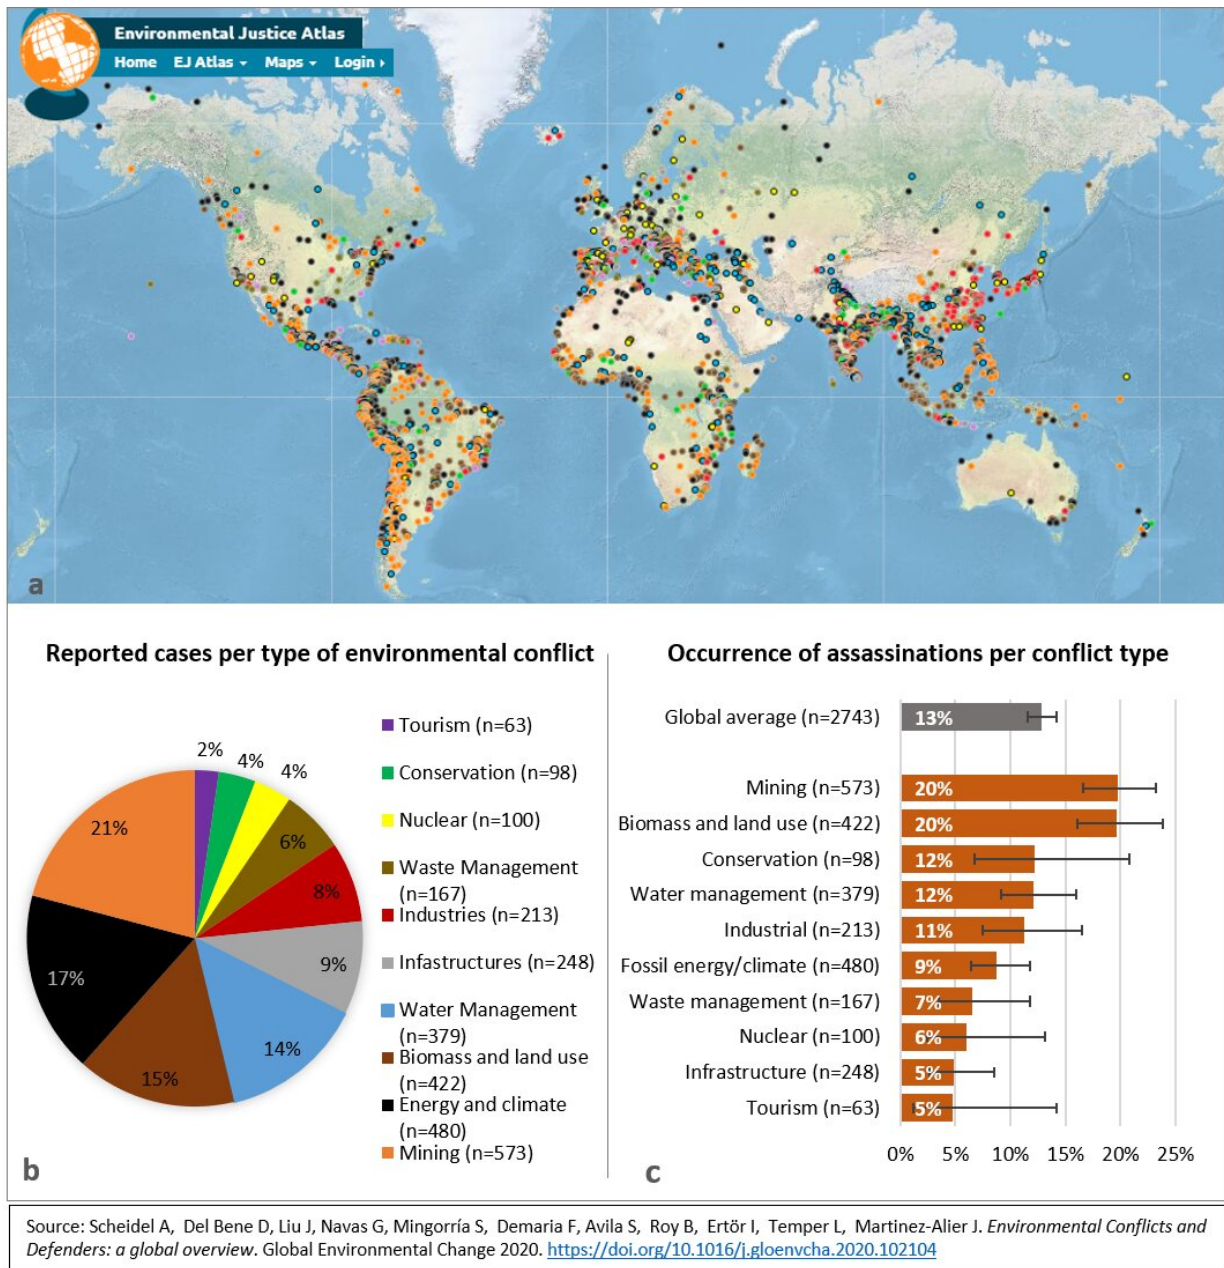 Environmental Justice Atlas
Home EJ Atlas Maps Login
a
Reported cases per type of environmental conflict
2%
4%
4%
6%
8%
9%
14%
15%
17%
21%
Tourism (n=63)
Conservation (n=98)
Nuclear (n=100)
Waste Management
(n=167)
Industries (n=213)
Infastructures (n=248)
Water Management
(n=379)
Biomass and land use
(n=422)
Energy and climate
(n=480)
Mining (n=573)
b
Occurrence of assassinations per conflict type
Global average (n=2743) 13%
Mining (n=573) 20%
Biomass and land use (n=422) 20%
Conservation (n=98) 12%
Water management (n=379) 12%
Industrial (n=213) 11%
Fossil energy/climate (n=480) 9%
Waste management (n=167) 7%
Nuclear (n=100) 6%
Infrastructure (n=248) 5%
Tourism (n=63) 5%
0% 5% 10% 15% 20% 25%
c
Source: Scheidel A, Del Bene D, Liu J, Navas G, Mingorría S, Demaria F, Avila S, Roy B, Ertör I, Temper L, Martinez-Alier J. Environmental Conflicts and
Defenders: a global overview. Global Environmental Change 2020. https://doi.org/10.1016/j.gloenvcha.2020.102104